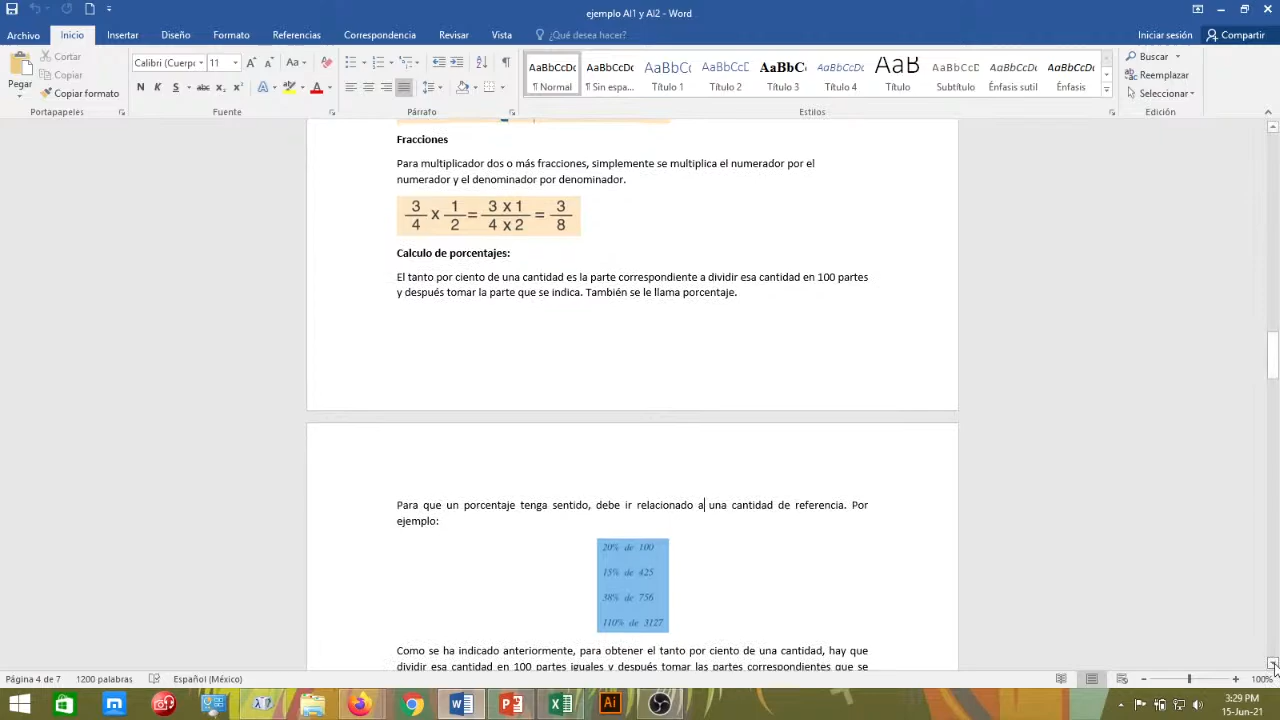 ejemplo AI1 y AI2 - Word
Archivo Inicio Insertar Diseño Formato Referencias Correspondencia Revisar Vista ¿Qué desea hacer? Iniciar sesión Compartir
Pegar
Cortar
Copiar
Copiar formato
Portapapeles
Calibri (Cuerpo 11
Fuente
Párrafo
AaBbCcDc AaBbCcDc AaBbCc AaBbCcD AaBbC AaBbCcD AaB AaBbCcD AaBbCcDc AaBbCcDc
¶ Normal ¶ Sin espa... Título 1 Título 2 Título 3 Título 4 Título Subtítulo Énfasis sutil Énfasis
Estilos
Buscar
Reemplazar
Seleccionar
Edición
Fracciones
Para multiplicador dos o más fracciones, simplemente se multiplica el numerador por el
numerador y el denominador por denominador.
3/4 x 1/2 = 3 x 1/4 x 2 = 3/8
Calculo de porcentajes:
El tanto por ciento de una cantidad es la parte correspondiente a dividir esa cantidad en 100 partes
y después tomar la parte que se indica. También se le llama porcentaje.
Para que un porcentaje tenga sentido, debe ir relacionado a una cantidad de referencia. Por
ejemplo:
20% de 100
15% de 425
38% de 756
110% de 3127
Como se ha indicado anteriormente, para obtener el tanto por ciento de una cantidad, hay que
dividir esa cantidad en 100 partes iguales y después tomar las partes correspondientes que se
Página 4 de 7 1200 palabras Español (México) 100%
3:29 PM
15-Jun-21